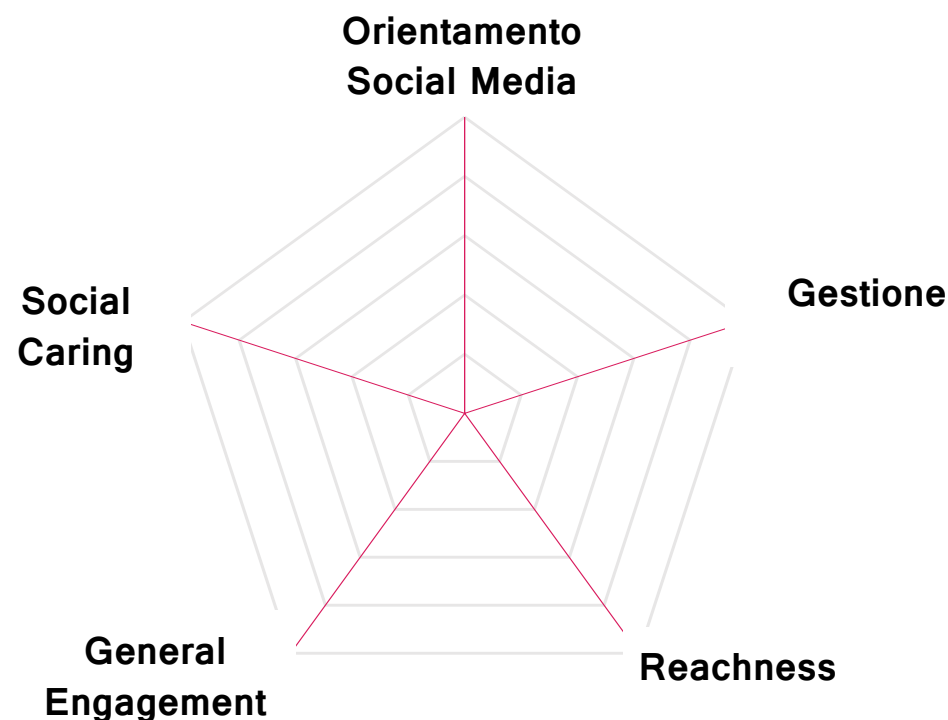 Orientamento
Social Media
Gestione
Social
Caring
General
Engagement
Reachness